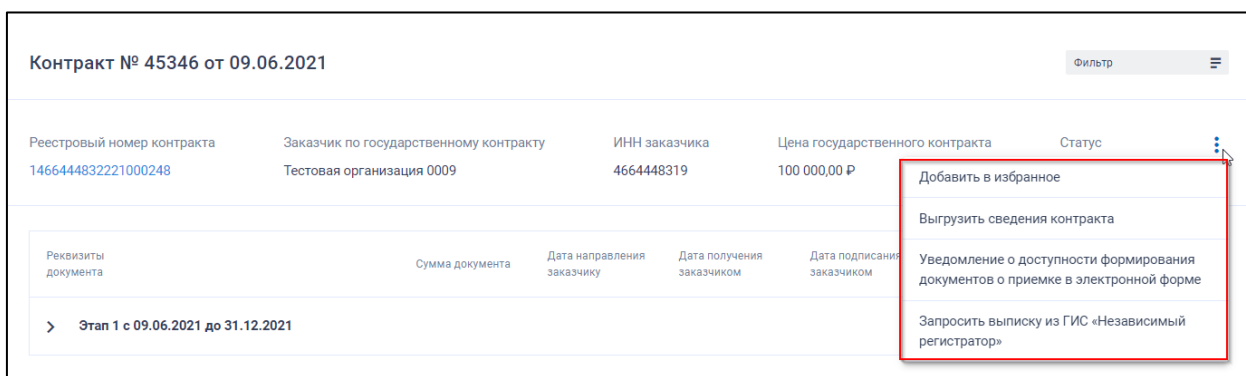 Контракт № 45346 от 09.06.2021
Фильтр
Реестровый номер контракта
Заказчик по государственному контракту
ИНН заказчика
Цена государственного контракта
Статус
1466444832221000248
Тестовая организация 0009
4664448319
100 000,00 ₽
Добавить в избранное
Выгрузить сведения контракта
Уведомление о доступности формирования
документов о приемке в электронной форме
Запросить выписку из ГИС «Независимый
регистратор»
Реквизиты
документа
Сумма документа
Дата направления
заказчику
Дата получения
заказчиком
Дата подписания
заказчиком
Этап 1 с 09.06.2021 до 31.12.2021